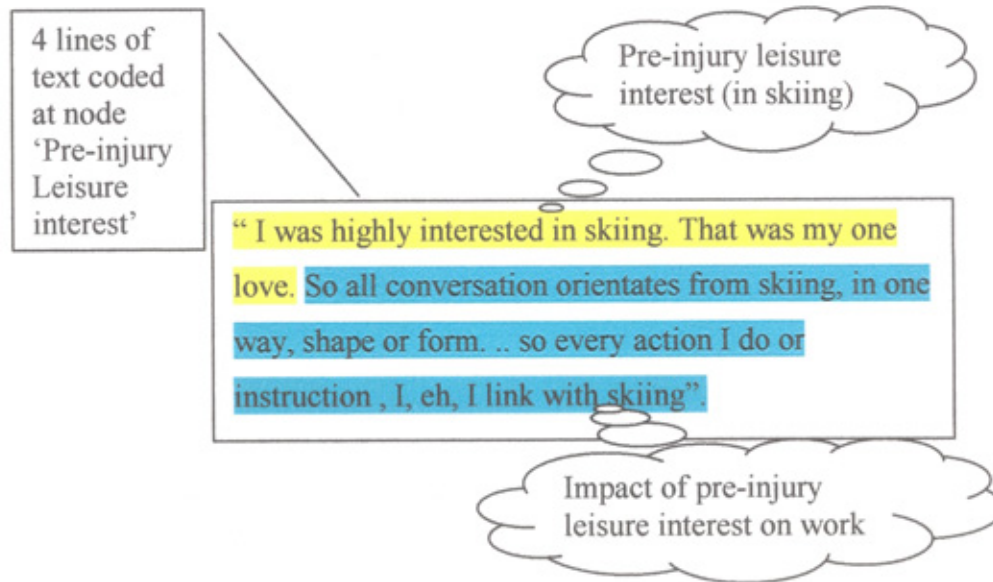 4 lines of
text coded
at node
‘Pre-injury
Leisure
interest’
Pre-injury leisure
interest (in skiing)
“ I was highly interested in skiing. That was my one
love. So all conversation orientates from skiing, in one
way, shape or form. .. so every action I do or
instruction , I, eh, I link with skiing”.
Impact of pre-injury
leisure interest on work